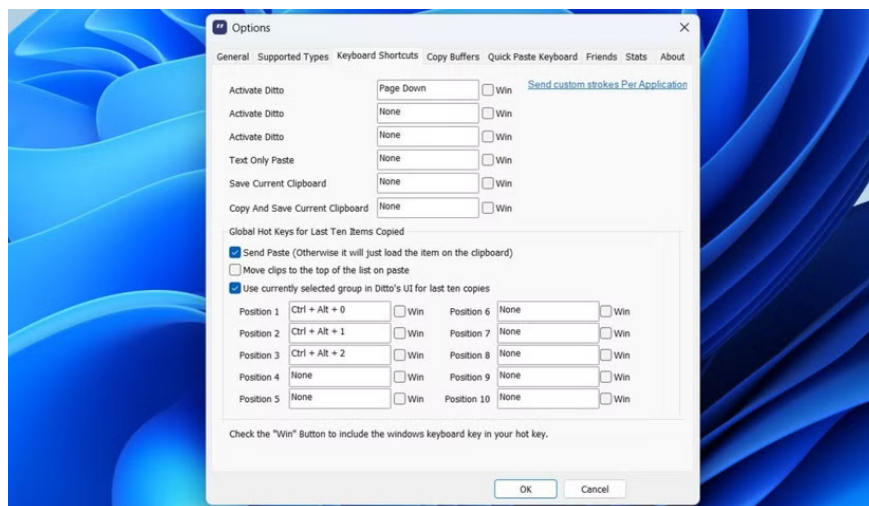 Options
General Supported Types Keyboard Shortcuts Copy Buffers Quick Paste Keyboard Friends Stats About
Activate Ditto Page Down Win Send custom strokes Per Application
Activate Ditto None Win
Activate Ditto None Win
Text Only Paste None Win
Save Current Clipboard None Win
Copy And Save Current Clipboard None Win
Global Hot Keys for Last Ten Items Copied
Send Paste (Otherwise it will just load the item on the clipboard)
Move clips to the top of the list on paste
Use currently selected group in Ditto's UI for last ten copies
Position 1 Ctrl + Alt + 0 Win Position 6 None Win
Position 2 Ctrl + Alt + 1 Win Position 7 None Win
Position 3 Ctrl + Alt + 2 Win Position 8 None Win
Position 4 None Win Position 9 None Win
Position 5 None Win Position 10 None Win
Check the "Win" Button to include the windows keyboard key in your hot key.
OK Cancel